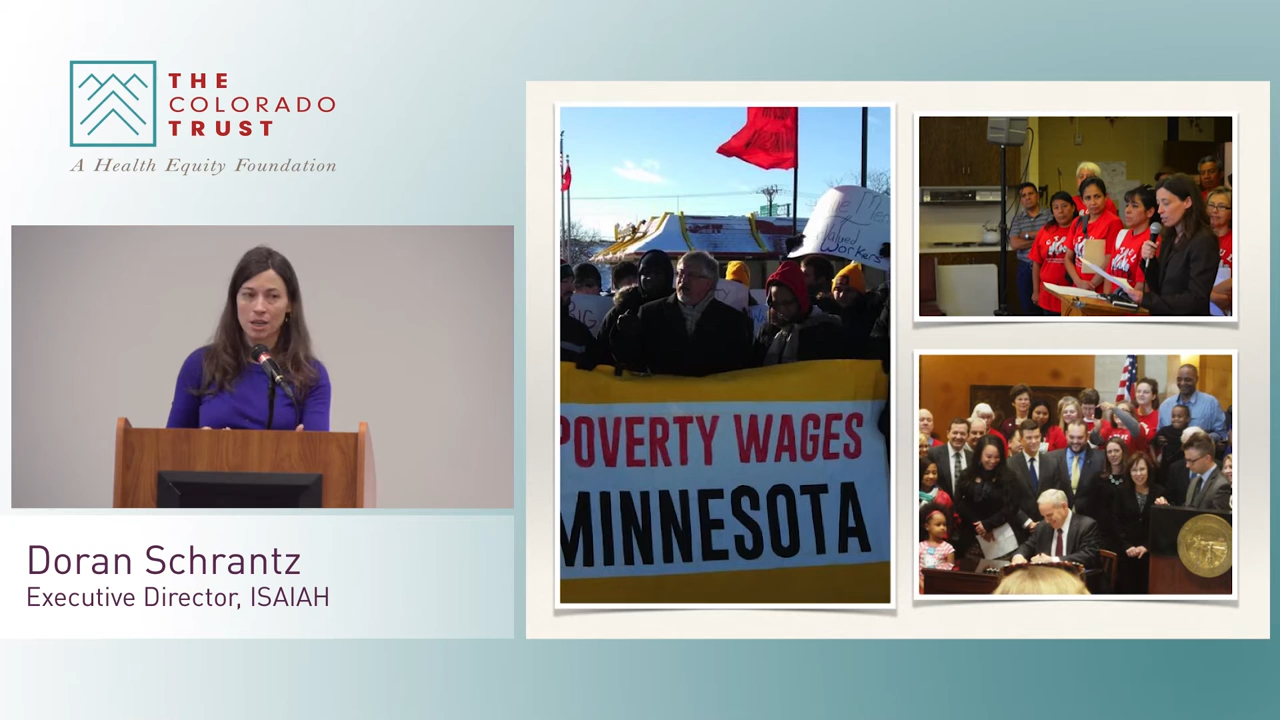 THE
COLORADO
TRUST
A Health Equity Foundation
Doran Schrantz
Executive Director, ISAIAH
Workers
POVERTY WAGES
MINNESOTA